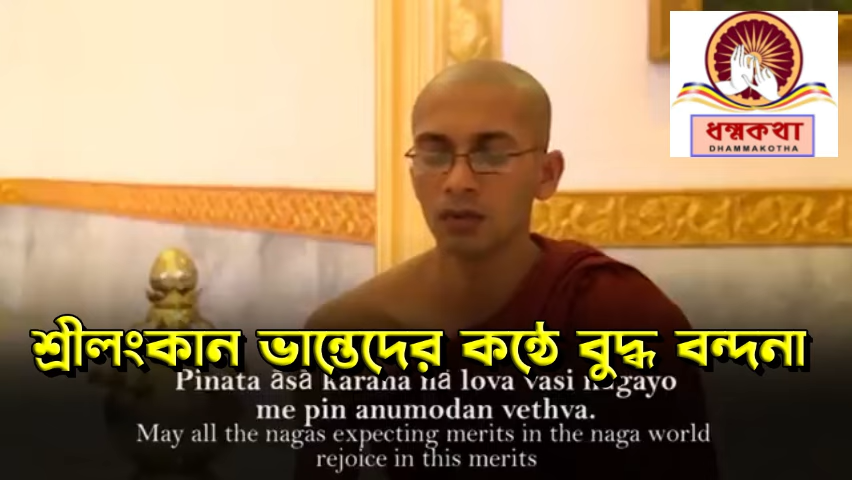 ধম্মকথা
DHAMMAKOTHA
শ্রীলংকান ভান্তেদের কন্ঠে বুদ্ধ বন্দনা
Pinata āsā karana nā lova vasi nagayo
me pin anumodan vethva.
May all the nagas expecting merits in the naga world
rejoice in this merits